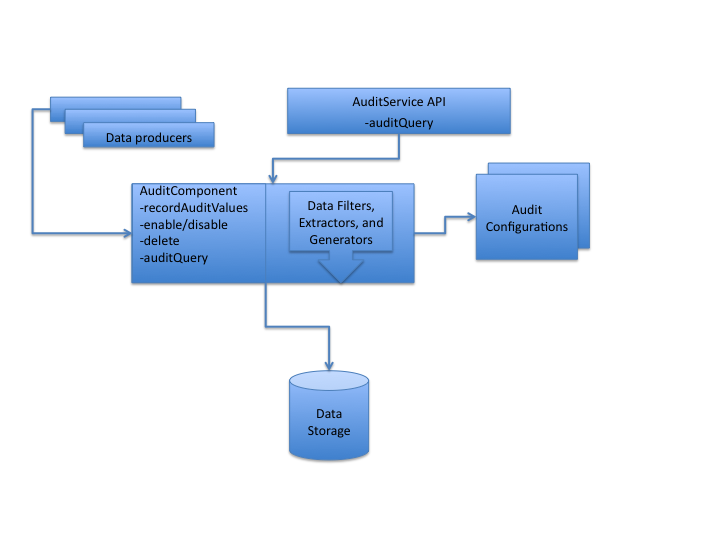 AuditService API
-auditQuery
Data producers
AuditComponent
-recordAuditValues
-enable/disable
-delete
-auditQuery
Data Filters,
Extractors, and
Generators
Audit
Configurations
Data
Storage